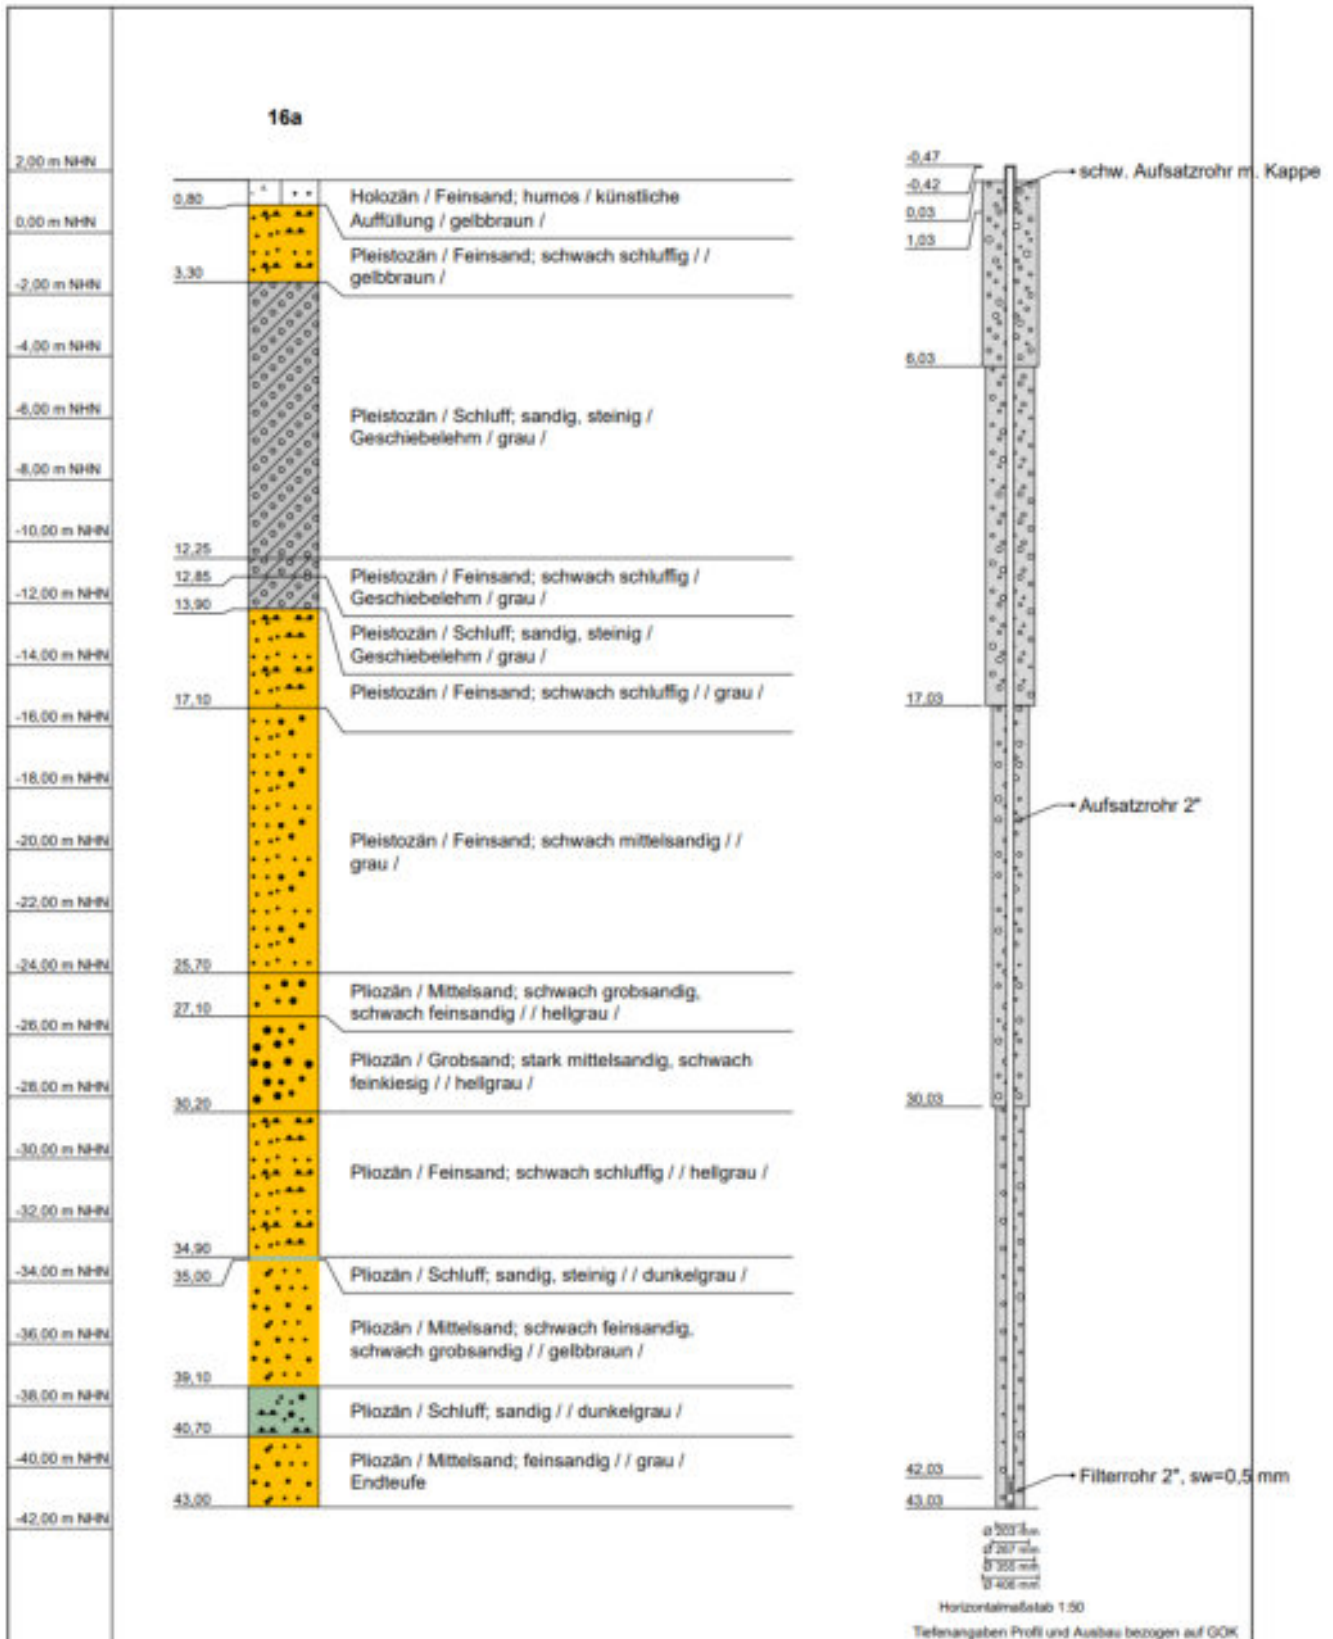 16a
2,00 m NHN
0,00 m NHN
-2,00 m NHN
-4,00 m NHN
-6,00 m NHN
-8,00 m NHN
-10,00 m NHN
-12,00 m NHN
-14,00 m NHN
-16,00 m NHN
-18,00 m NHN
-20,00 m NHN
-22,00 m NHN
-24,00 m NHN
-26,00 m NHN
-28,00 m NHN
-30,00 m NHN
-32,00 m NHN
-34,00 m NHN
-36,00 m NHN
-38,00 m NHN
-40,00 m NHN
-42,00 m NHN
0,80
Holozän / Feinsand; humos / künstliche
Auffüllung / gelbbraun /
3,30
Pleistozän / Feinsand; schwach schluffig / /
gelbbraun /
Pleistozän / Schluff; sandig, steinig /
Geschiebelehm / grau /
12,25
12,85
Pleistozän / Feinsand; schwach schluffig /
Geschiebelehm / grau /
13,90
Pleistozän / Schluff; sandig, steinig /
Geschiebelehm / grau /
17,10
Pleistozän / Feinsand; schwach schluffig / / grau /
Pleistozän / Feinsand; schwach mittelsandig / /
grau /
25,70
Pliozän / Mittelsand; schwach grobsandig,
schwach feinsandig / / hellgrau /
27,10
Pliozän / Grobsand; stark mittelsandig, schwach
feinkiesig / / hellgrau /
30,20
Pliozän / Feinsand; schwach schluffig / / hellgrau /
34,90
35,00
Pliozän / Schluff; sandig, steinig / / dunkelgrau /
Pliozän / Mittelsand; schwach feinsandig,
schwach grobsandig / / gelbbraun /
39,10
Pliozän / Schluff; sandig / / dunkelgrau /
40,70
Pliozän / Mittelsand; feinsandig / / grau /
Endteufe
43,00
-0,47
schw. Aufsatzrohr m. Kappe
-0,42
0,03
1,03
6,03
17,03
Aufsatzrohr 2"
30,03
42,03
Filterrohr 2", sw=0,5 mm
43,03
Ø 203 mm
Ø 267 mm
Ø 355 mm
Ø 406 mm
Horizontalmaßstab 1:50
Tiefenangaben Profil und Ausbau bezogen auf GOK